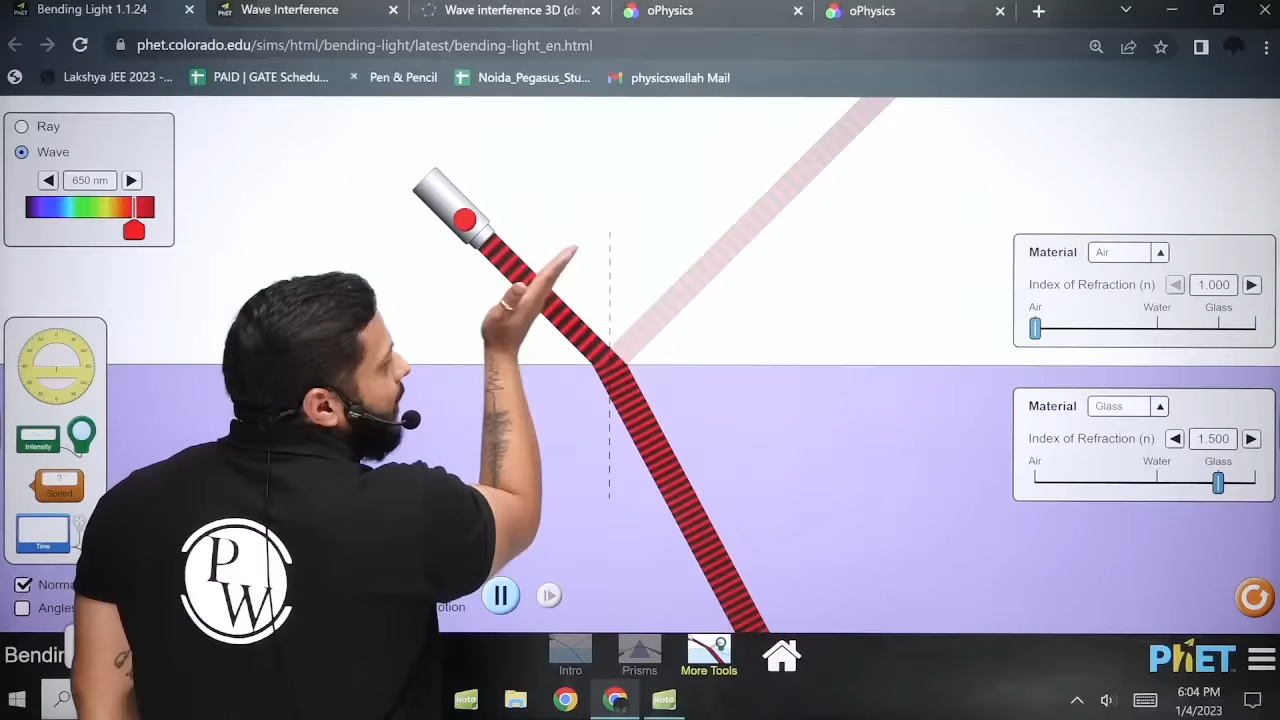 Bending Light 1.1.24
Wave Interference
Wave interference 3D (do
oPhysics
oPhysics
phet.colorado.edu/sims/html/bending-light/latest/bending-light_en.html
Lakshya JEE 2023 -...
PAID | GATE Schedu...
Pen & Pencil
Noida_Pegasus_Stu...
physicswallah Mail
Ray
Wave
650 nm
Material
Air
Index of Refraction (n)
1.000
Air
Water
Glass
Material
Glass
Index of Refraction (n)
1.500
Air
Water
Glass
Intensity
?
Speed
Time
Norma
Angles
otion
PW
Bendin
Intro
Prisms
More Tools
PhET
Note
Note
6:04 PM
1/4/2023